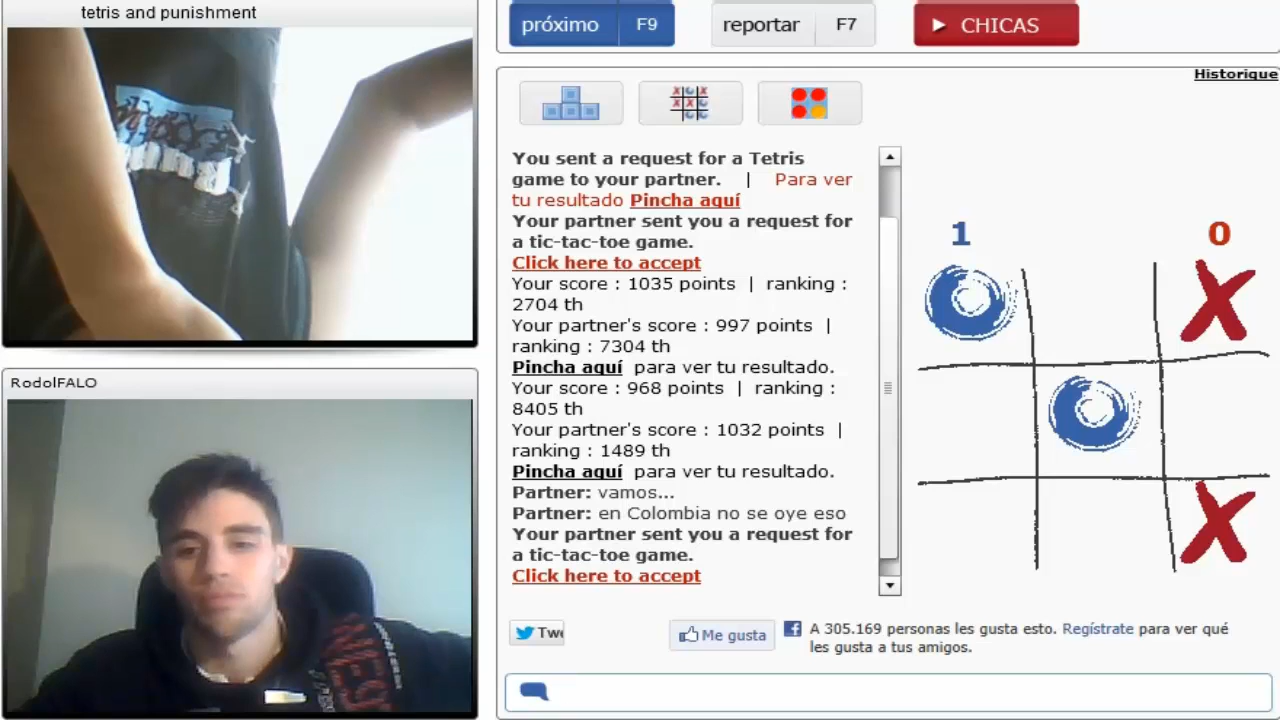 tetris and punishment
RodolFALO
próximo F9
reportar F7
CHICAS
Historique
You sent a request for a Tetris
game to your partner. | Para ver
tu resultado Pincha aquí
Your partner sent you a request for
a tic-tac-toe game.
Click here to accept
Your score : 1035 points | ranking :
2704 th
Your partner's score : 997 points |
ranking : 7304 th
Pincha aquí para ver tu resultado.
Your score : 968 points | ranking :
8405 th
Your partner's score : 1032 points |
ranking : 1489 th
Pincha aquí para ver tu resultado.
Partner: vamos...
Partner: en Colombia no se oye eso
Your partner sent you a request for
a tic-tac-toe game.
Click here to accept
1 0
Me gusta
A 305.169 personas les gusta esto. Regístrate para ver qué
les gusta a tus amigos.